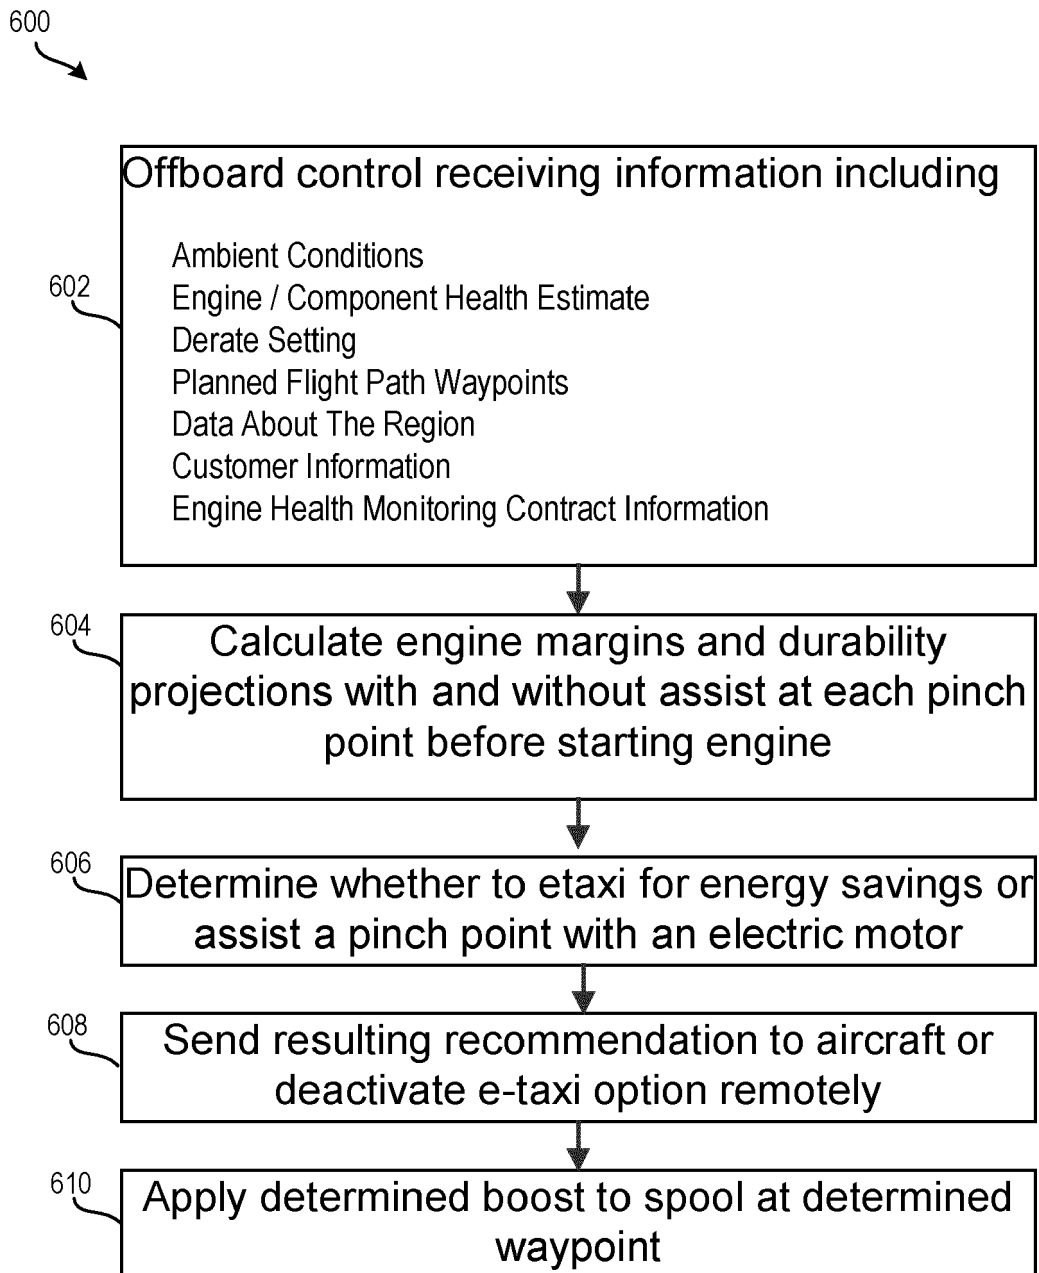 600
Offboard control receiving information including
Ambient Conditions
602
Engine / Component Health Estimate
Derate Setting
Planned Flight Path Waypoints
Data About The Region
Customer Information
Engine Health Monitoring Contract Information
604
Calculate engine margins and durability
projections with and without assist at each pinch
point before starting engine
606
Determine whether to etaxi for energy savings or
assist a pinch point with an electric motor
608
Send resulting recommendation to aircraft or
deactivate e-taxi option remotely
610
Apply determined boost to spool at determined
waypoint